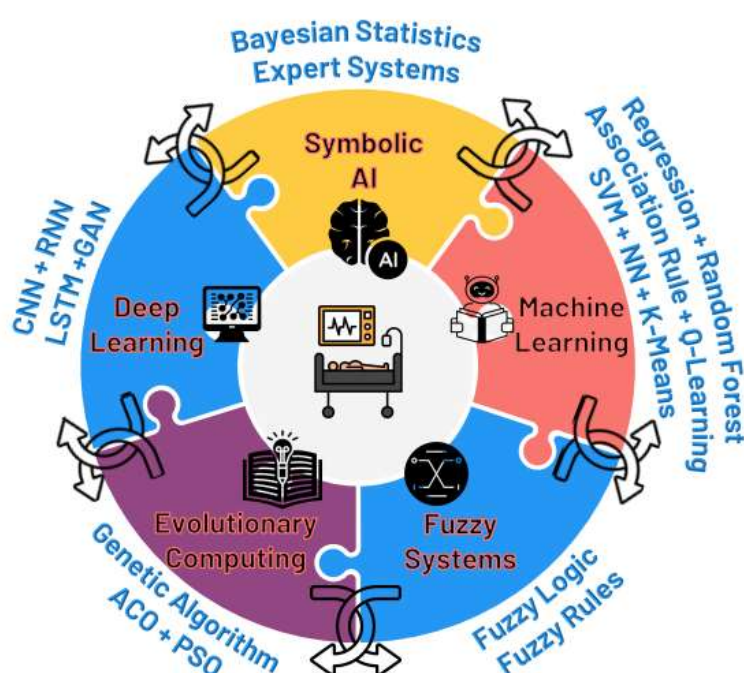 Bayesian Statistics
Expert Systems
Symbolic
AI
AI
Regression + Random Forest
Association Rule + Q-Learning
SVM + NN + K-Means
Machine
Learning
CNN + RNN
LSTM +GAN
Deep
Learning
Evolutionary
Computing
Fuzzy
Systems
Genetic Algorithm
ACO + PSO
Fuzzy Logic
Fuzzy Rules